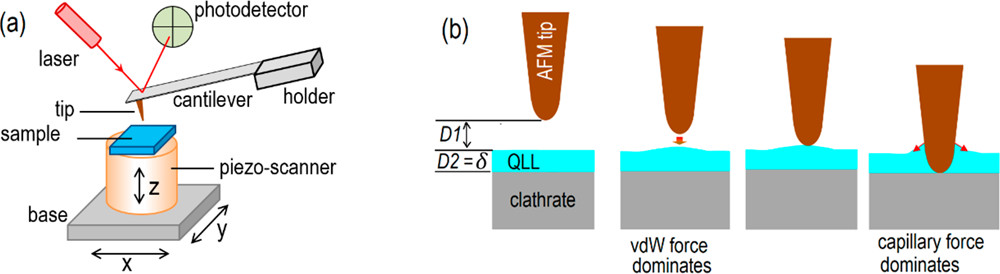 (a)
photodetector
laser
cantilever
holder
tip
sample
piezo-scanner
z
base
y
x
(b)
AFM tip
D1
D2 = δ
QLL
clathrate
vdW force
dominates
capillary force
dominates